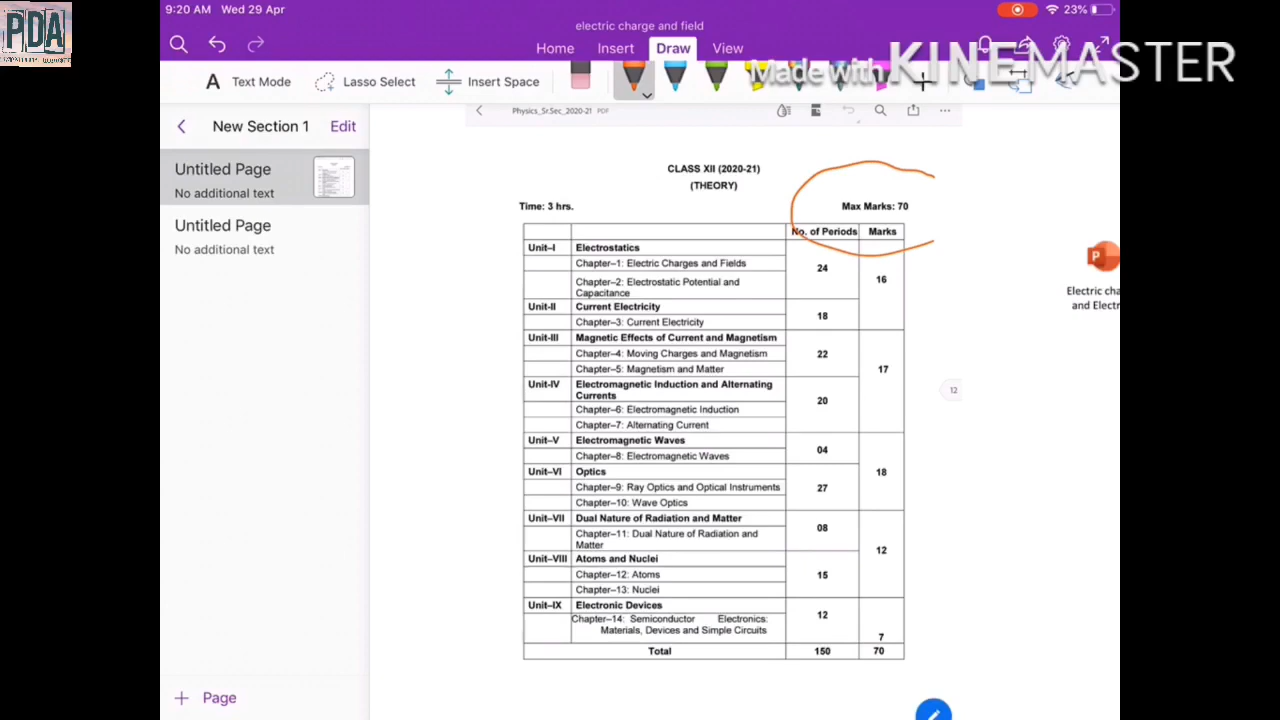 9:20 AM Wed 29 Apr
23%
PDA
electric charge and field
Home Insert Draw View
Made with KINEMASTER
Text Mode Lasso Select Insert Space
New Section 1 Edit
Physics_Sr.Sec_2020-21 PDF
Untitled Page
No additional text
Untitled Page
No additional text
CLASS XII (2020-21)
(THEORY)
Time: 3 hrs. Max Marks: 70
No. of Periods Marks
Unit–I Electrostatics
Chapter–1: Electric Charges and Fields
24
Chapter–2: Electrostatic Potential and
Capacitance
16
Unit-II Current Electricity
Chapter–3: Current Electricity
18
Unit-III Magnetic Effects of Current and Magnetism
Chapter–4: Moving Charges and Magnetism
22
Chapter–5: Magnetism and Matter
17
Unit-IV Electromagnetic Induction and Alternating
Currents
20
Chapter–6: Electromagnetic Induction
Chapter–7: Alternating Current
Unit–V Electromagnetic Waves
04
Chapter–8: Electromagnetic Waves
18
Unit–VI Optics
Chapter–9: Ray Optics and Optical Instruments
27
Chapter–10: Wave Optics
Unit–VII Dual Nature of Radiation and Matter
08
Chapter–11: Dual Nature of Radiation and
Matter
12
Unit–VIII Atoms and Nuclei
Chapter–12: Atoms
15
Chapter–13: Nuclei
Unit–IX Electronic Devices
12
Chapter–14: Semiconductor Electronics:
Materials, Devices and Simple Circuits
7
Total 150 70
12
P
Electric cha
and Electr
Page